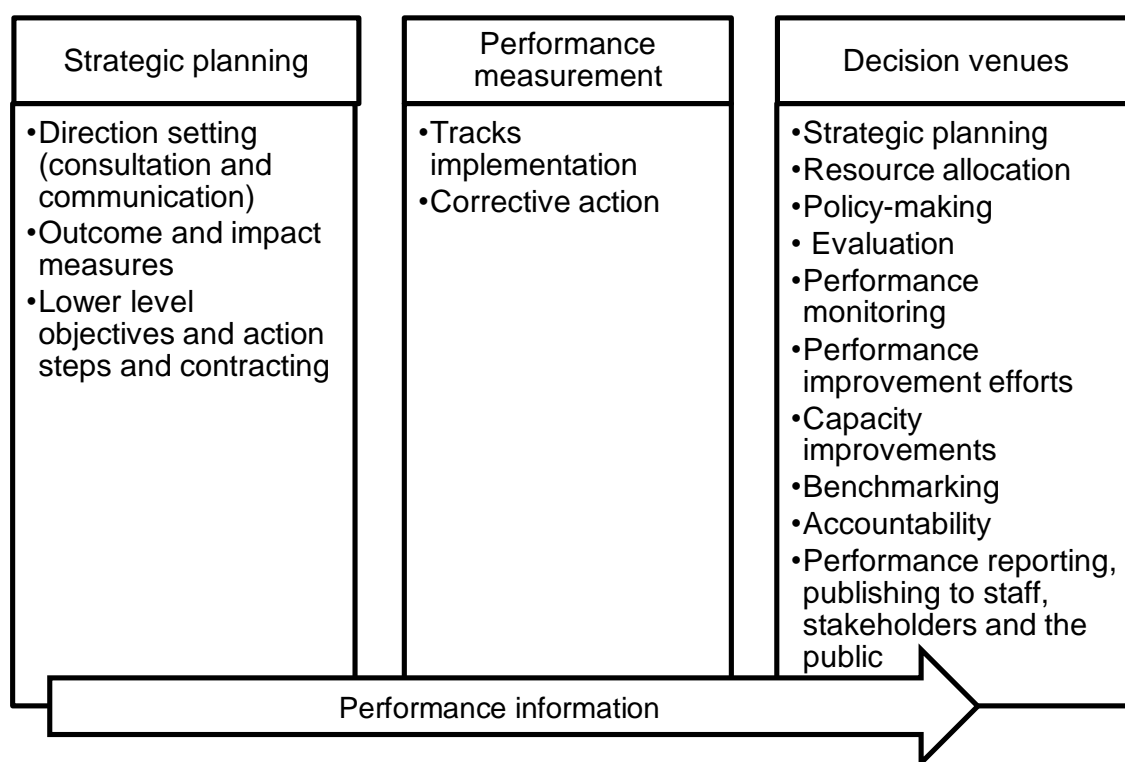 Strategic planning
•Direction setting
(consultation and
communication)
•Outcome and impact
measures
•Lower level
objectives and action
steps and contracting
Performance
measurement
•Tracks
implementation
•Corrective action
Decision venues
•Strategic planning
•Resource allocation
•Policy-making
• Evaluation
•Performance
monitoring
•Performance
improvement efforts
•Capacity
improvements
•Benchmarking
•Accountability
•Performance reporting,
publishing to staff,
stakeholders and the
public
Performance information